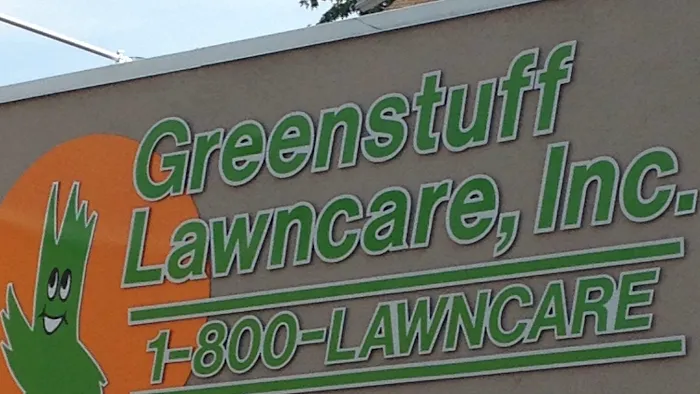 Greenstuff
Lawncare, Inc.
1-800-LAWNCARE